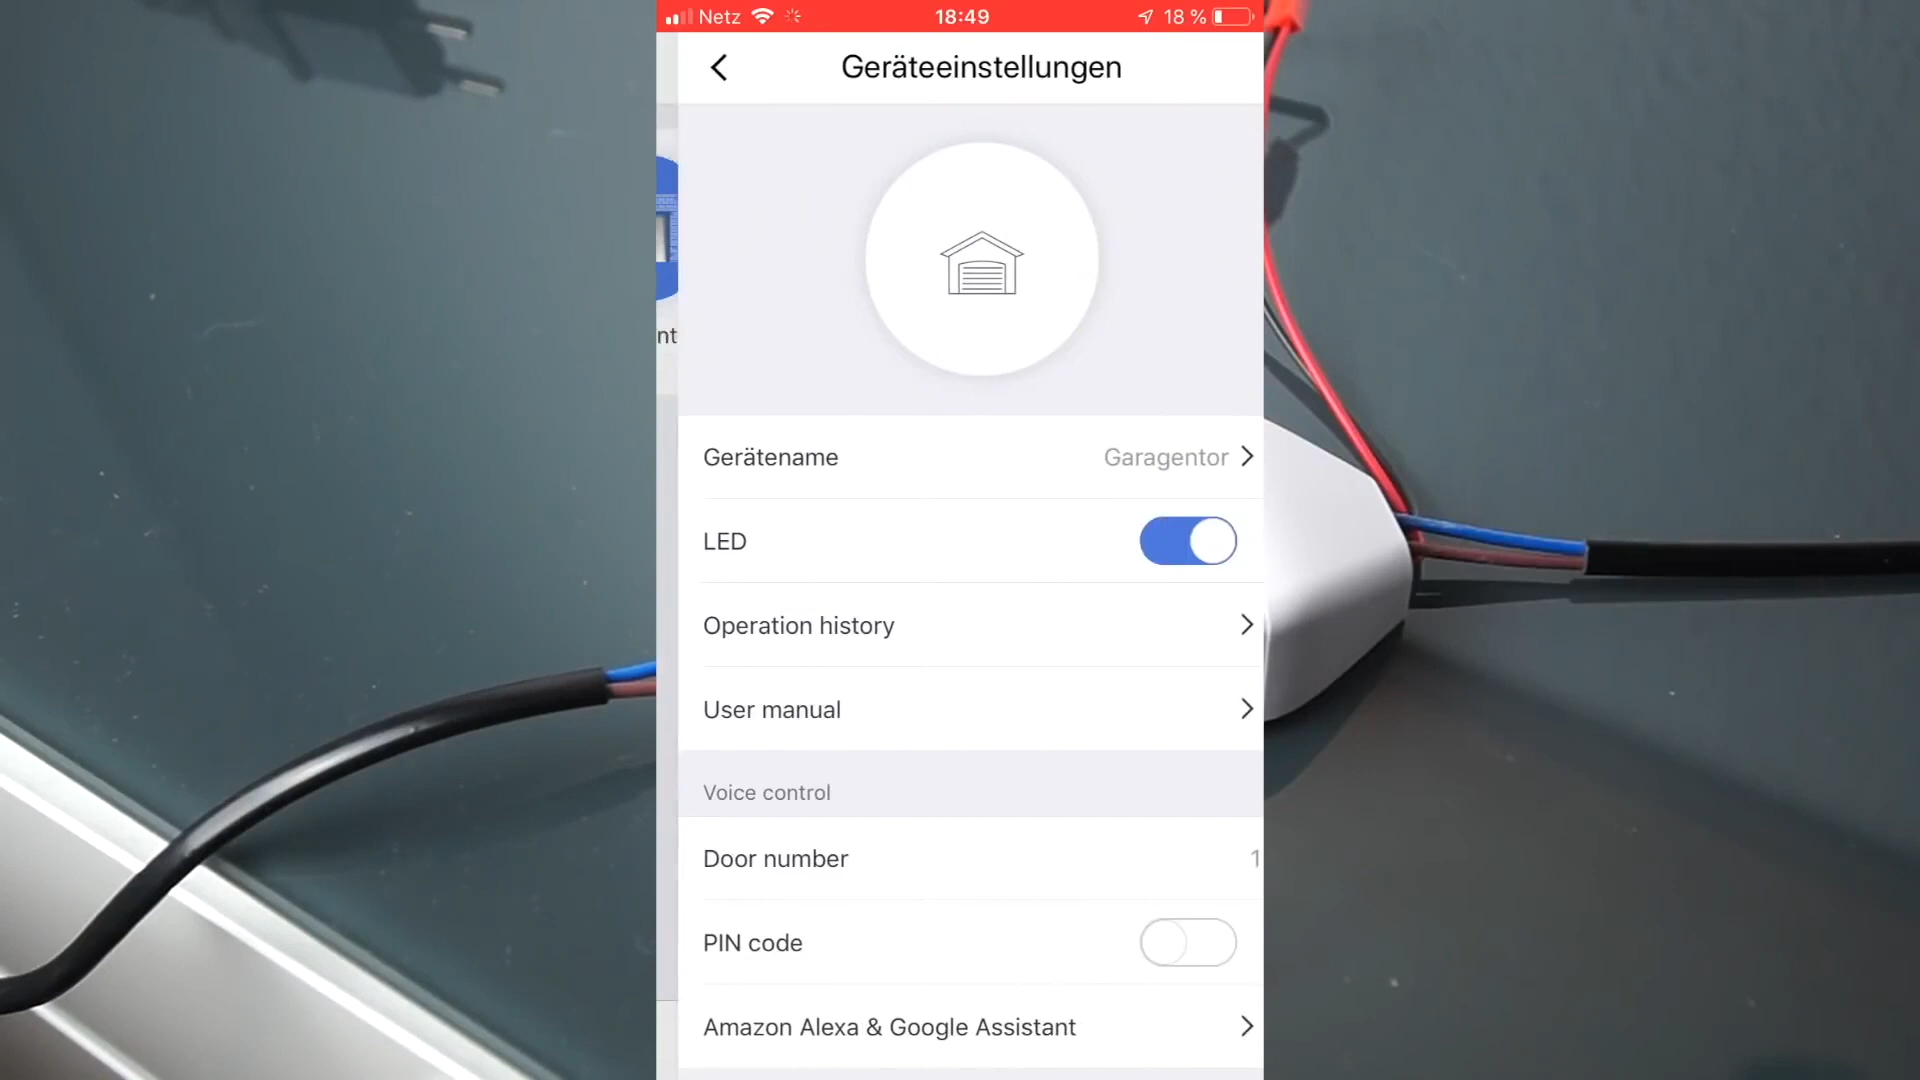 Netz 18:49 18 %
Geräteeinstellungen
nt
Gerätename Garagentor
LED
Operation history
User manual
Voice control
Door number 1
PIN code
Amazon Alexa & Google Assistant